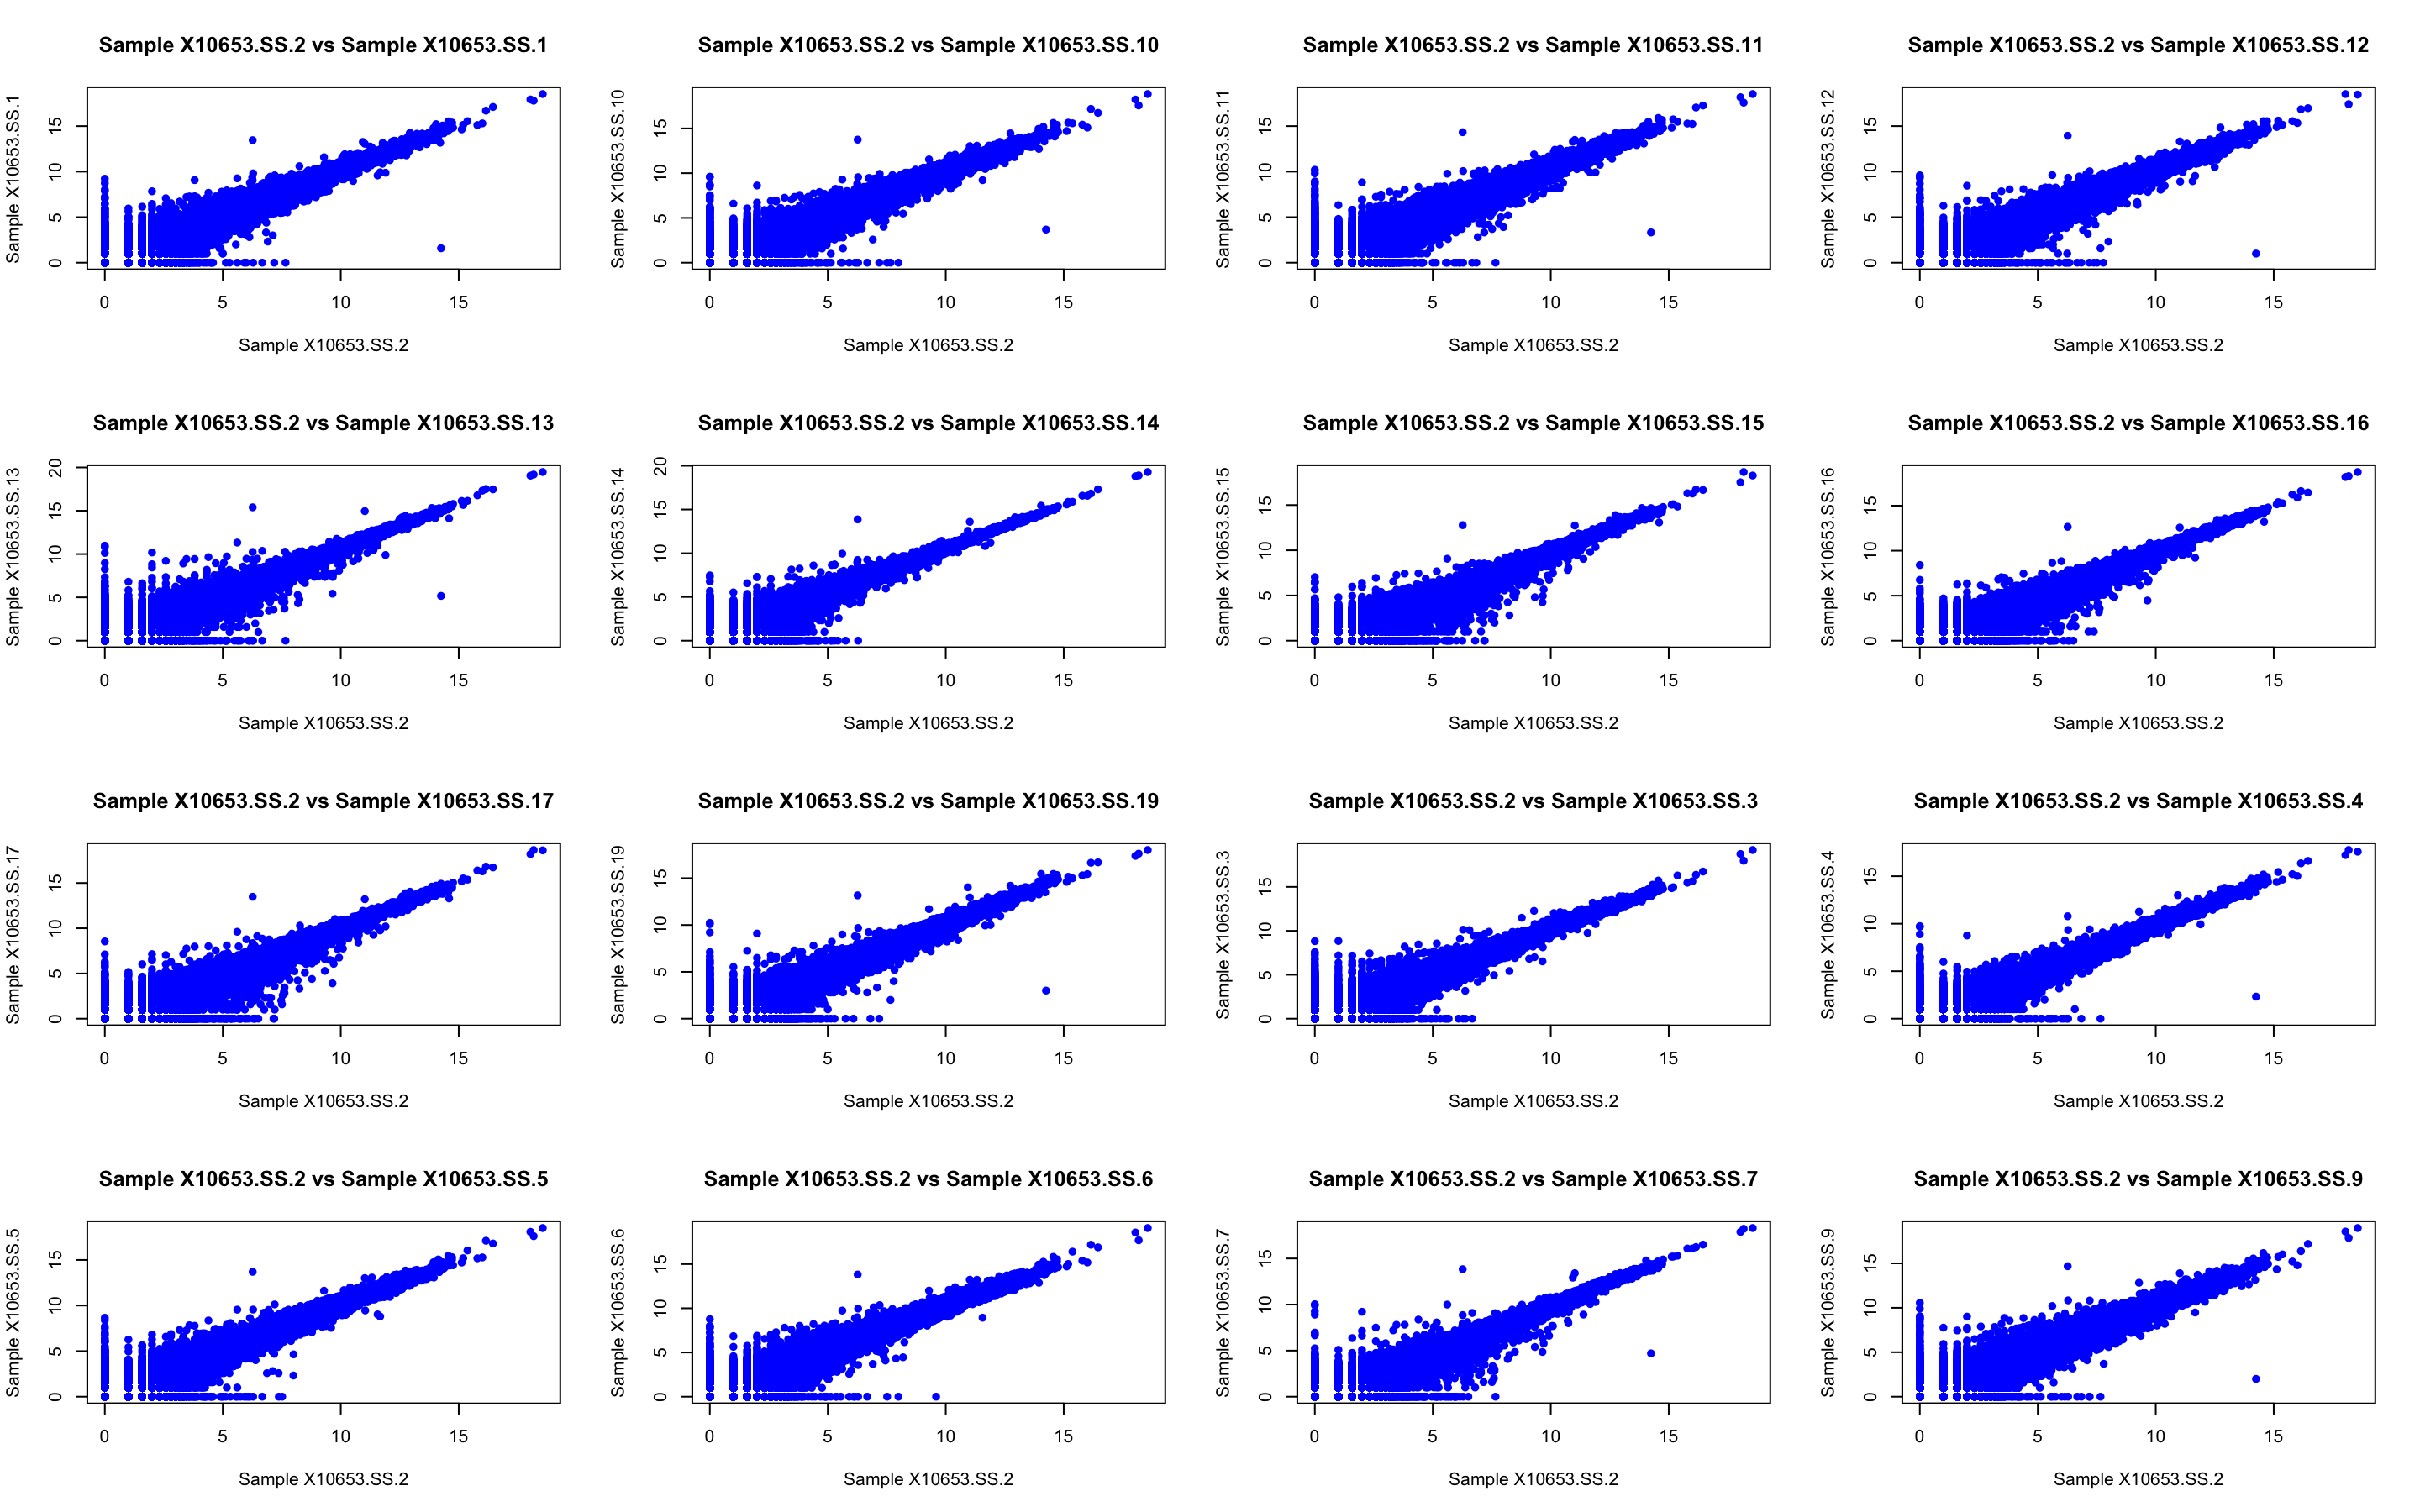 Sample X10653.SS.2 vs Sample X10653.SS.1
Sample X10653.SS.1
0 5 10 15
0 5 10 15
Sample X10653.SS.2
Sample X10653.SS.2 vs Sample X10653.SS.10
Sample X10653.SS.10
0 5 10 15
0 5 10 15
Sample X10653.SS.2
Sample X10653.SS.2 vs Sample X10653.SS.11
Sample X10653.SS.11
0 5 10 15
0 5 10 15
Sample X10653.SS.2
Sample X10653.SS.2 vs Sample X10653.SS.12
Sample X10653.SS.12
0 5 10 15
0 5 10 15
Sample X10653.SS.2
Sample X10653.SS.2 vs Sample X10653.SS.13
Sample X10653.SS.13
0 5 10 15 20
0 5 10 15
Sample X10653.SS.2
Sample X10653.SS.2 vs Sample X10653.SS.14
Sample X10653.SS.14
0 5 10 15 20
0 5 10 15
Sample X10653.SS.2
Sample X10653.SS.2 vs Sample X10653.SS.15
Sample X10653.SS.15
0 5 10 15
0 5 10 15
Sample X10653.SS.2
Sample X10653.SS.2 vs Sample X10653.SS.16
Sample X10653.SS.16
0 5 10 15
0 5 10 15
Sample X10653.SS.2
Sample X10653.SS.2 vs Sample X10653.SS.17
Sample X10653.SS.17
0 5 10 15
0 5 10 15
Sample X10653.SS.2
Sample X10653.SS.2 vs Sample X10653.SS.19
Sample X10653.SS.19
0 5 10 15
0 5 10 15
Sample X10653.SS.2
Sample X10653.SS.2 vs Sample X10653.SS.3
Sample X10653.SS.3
0 5 10 15
0 5 10 15
Sample X10653.SS.2
Sample X10653.SS.2 vs Sample X10653.SS.4
Sample X10653.SS.4
0 5 10 15
0 5 10 15
Sample X10653.SS.2
Sample X10653.SS.2 vs Sample X10653.SS.5
Sample X10653.SS.5
0 5 10 15
0 5 10 15
Sample X10653.SS.2
Sample X10653.SS.2 vs Sample X10653.SS.6
Sample X10653.SS.6
0 5 10 15
0 5 10 15
Sample X10653.SS.2
Sample X10653.SS.2 vs Sample X10653.SS.7
Sample X10653.SS.7
0 5 10 15
0 5 10 15
Sample X10653.SS.2
Sample X10653.SS.2 vs Sample X10653.SS.9
Sample X10653.SS.9
0 5 10 15
0 5 10 15
Sample X10653.SS.2